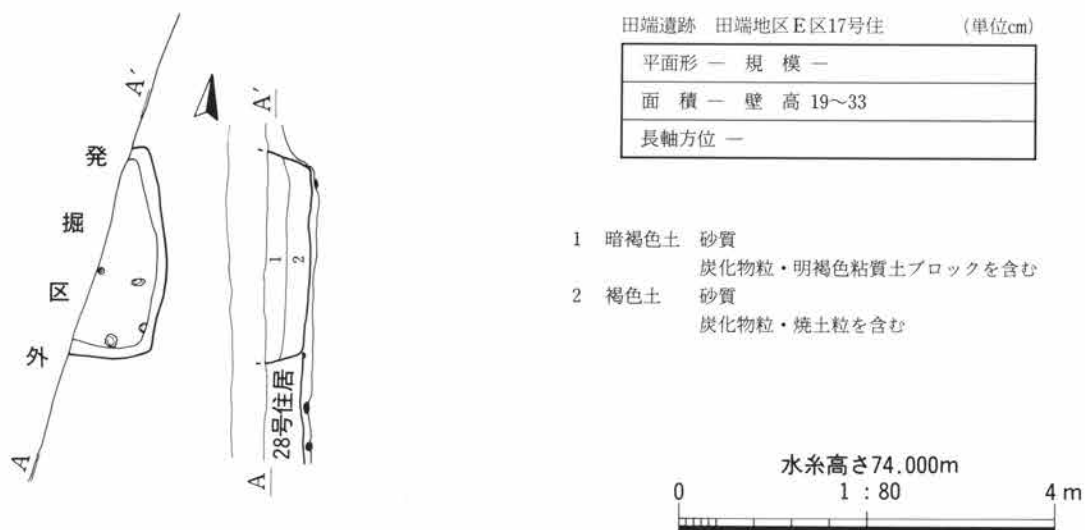 A′
発
掘
区
外
A
A′
1
2
28号住居
A
田端遺跡　田端地区E区17号住　(単位cm)
平面形 ― 規　模 ―
面　積 ― 壁　高 19〜33
長軸方位 ―
1　暗褐色土　砂質
炭化物粒・明褐色粘質土ブロックを含む
2　褐色土　砂質
炭化物粒・焼土粒を含む
水糸高さ74.000m
0　1：80　4 m